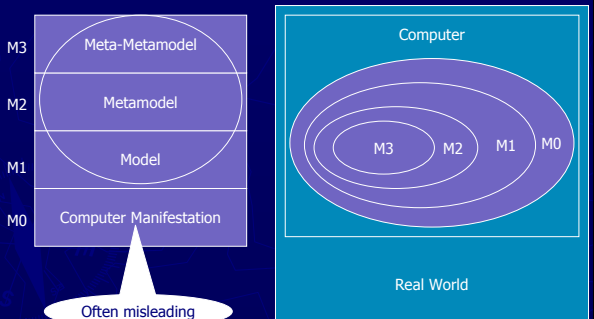 M3
Meta-Metamodel
M2
Metamodel
M1
Model
M0
Computer Manifestation
Often misleading
Computer
M3
M2
M1
M0
Real World